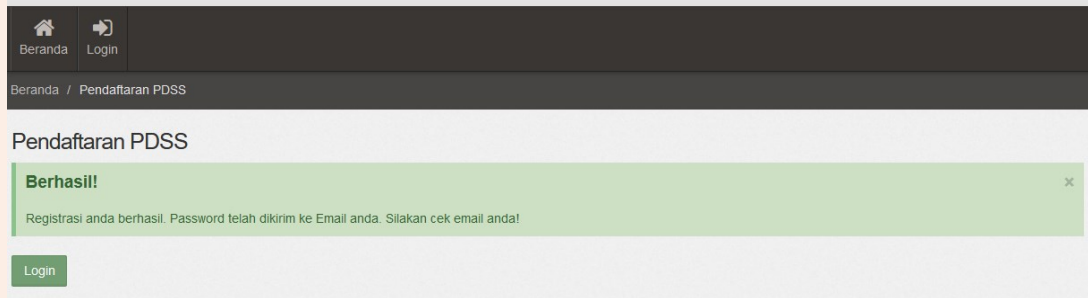 Beranda
Login
Beranda / Pendaftaran PDSS
Pendaftaran PDSS
Berhasil!
×
Registrasi anda berhasil. Password telah dikirim ke Email anda. Silakan cek email anda!
Login